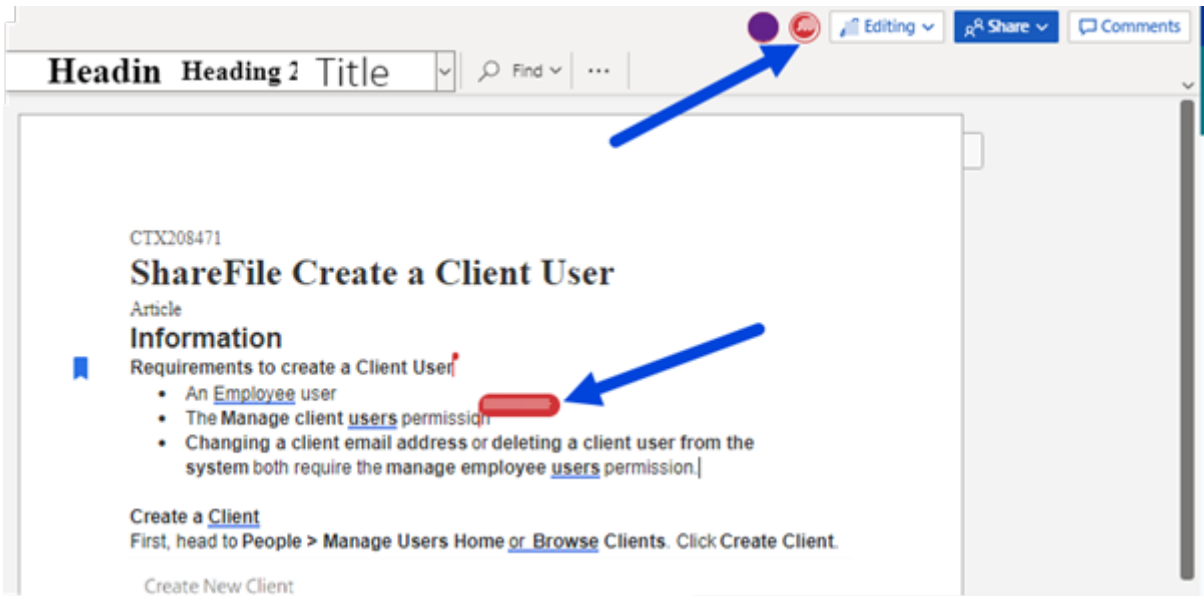 Editing Share Comments
Headin Heading 2 Title Find
CTX208471
ShareFile Create a Client User
Article
Information
Requirements to create a Client User
• An Employee user
• The Manage client users permission
• Changing a client email address or deleting a client user from the
system both require the manage employee users permission.
Create a Client
First, head to People > Manage Users Home or Browse Clients. Click Create Client.
Create New Client